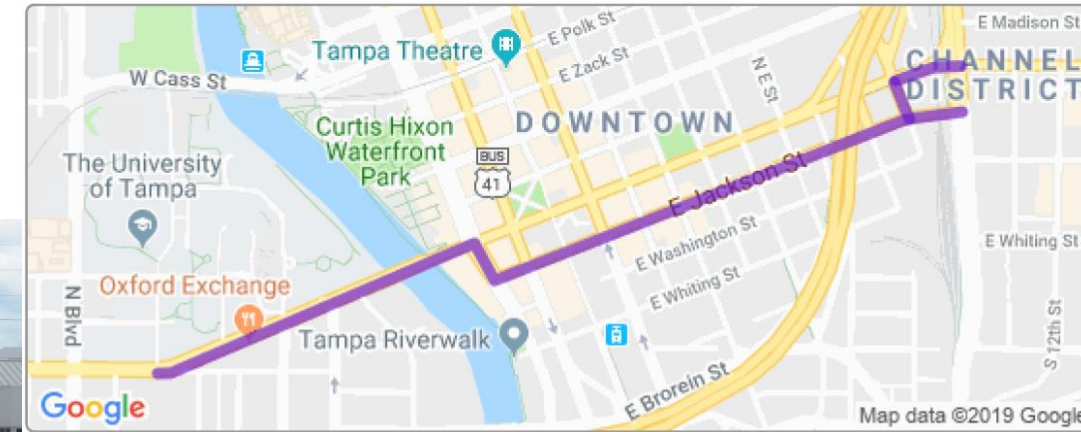 E Madison St
E Polk St
Tampa Theatre
E Zack St
CHANNEL
DISTRICT
W Cass St
N E St
Curtis Hixon
Waterfront
Park
DOWNTOWN
BUS
41
The University
of Tampa
E Jackson St
E Washington St
E Whiting St
Oxford Exchange
N Blvd
E Whiting St
Tampa Riverwalk
S 12th St
E Brorein St
Google
Map data ©2019 Google